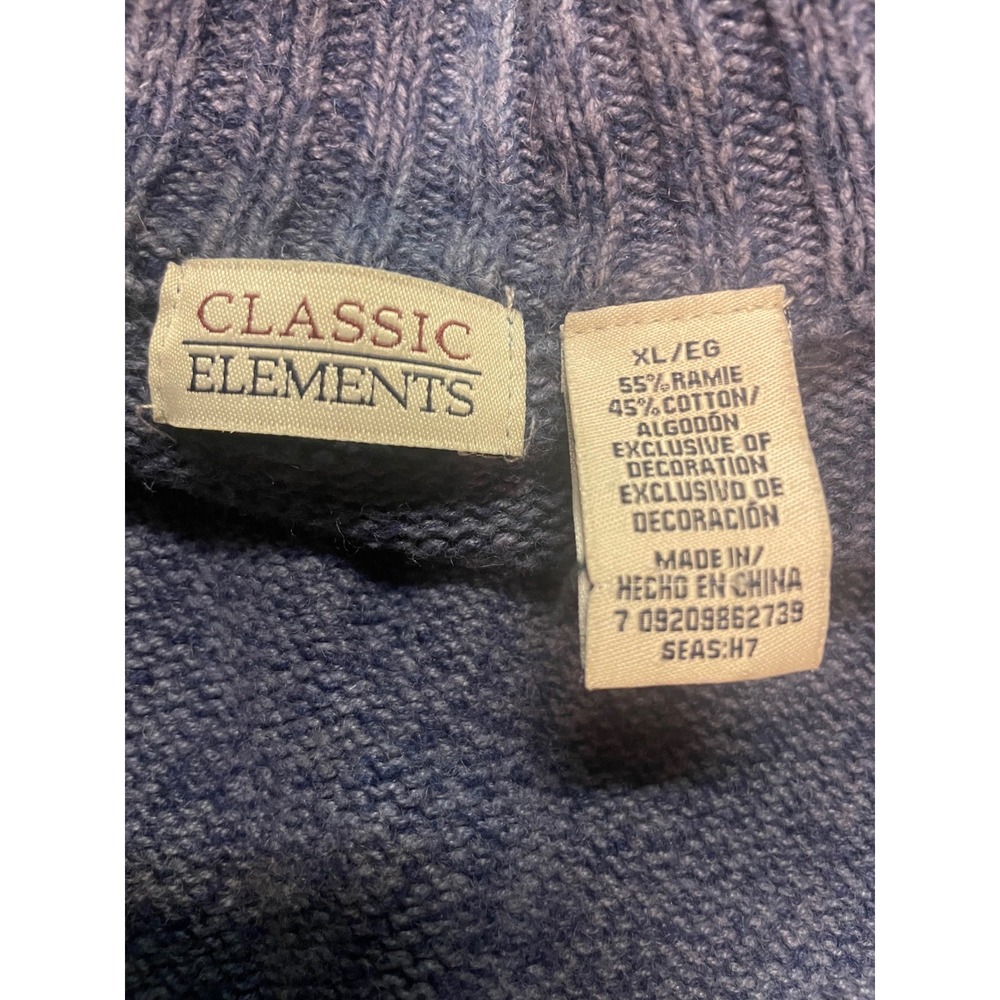 CLASSIC
ELEMENTS
XL/EG
55% RAMIE
45% COTTON/
ALGODÓN
EXCLUSIVE OF
DECORATION
EXCLUSIVO DE
DECORACIÓN
MADE IN/
HECHO EN CHINA
7 09209862739
SEAS:H7